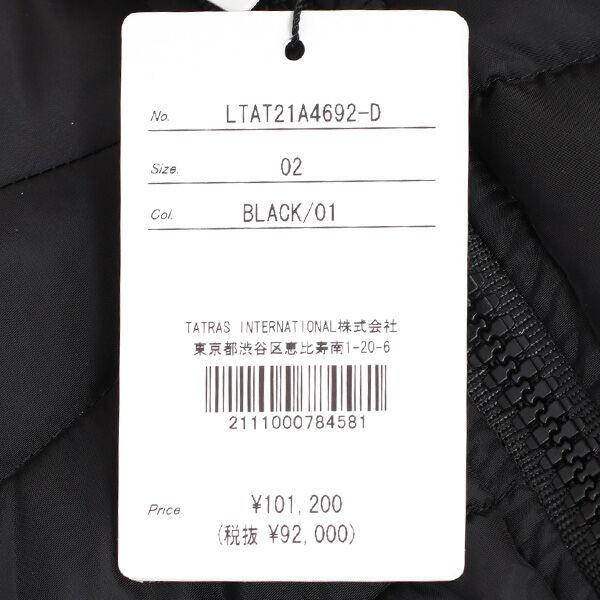 No. LTAT21A4692-D
Size. 02
Col. BLACK/01
TATRAS INTERNATIONAL株式会社
東京都渋谷区恵比寿南1-20-6
2111000784581
Price. ¥101,200
(税抜 ¥92,000)